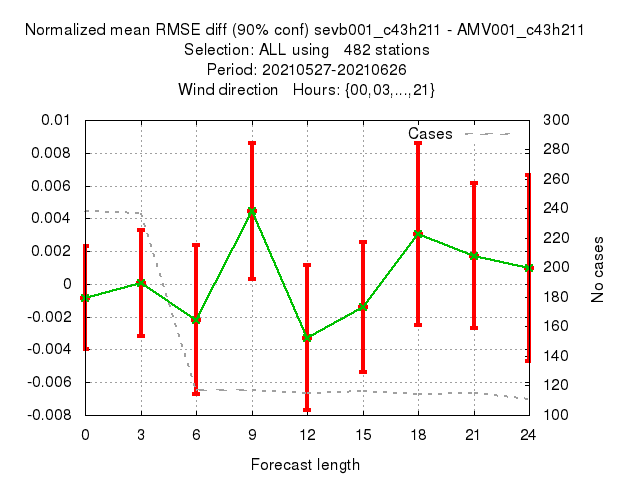 Normalized mean RMSE diff (90% conf) sevb001_c43h211 - AMV001_c43h211
Selection: ALL using   482 stations
Period: 20210527-20210626
Wind direction   Hours: {00,03,...,21}
Cases
0.01
0.008
0.006
0.004
0.002
0
-0.002
-0.004
-0.006
-0.008
300
280
260
240
220
200
180
160
140
120
100
No cases
0 3 6 9 12 15 18 21 24
Forecast length